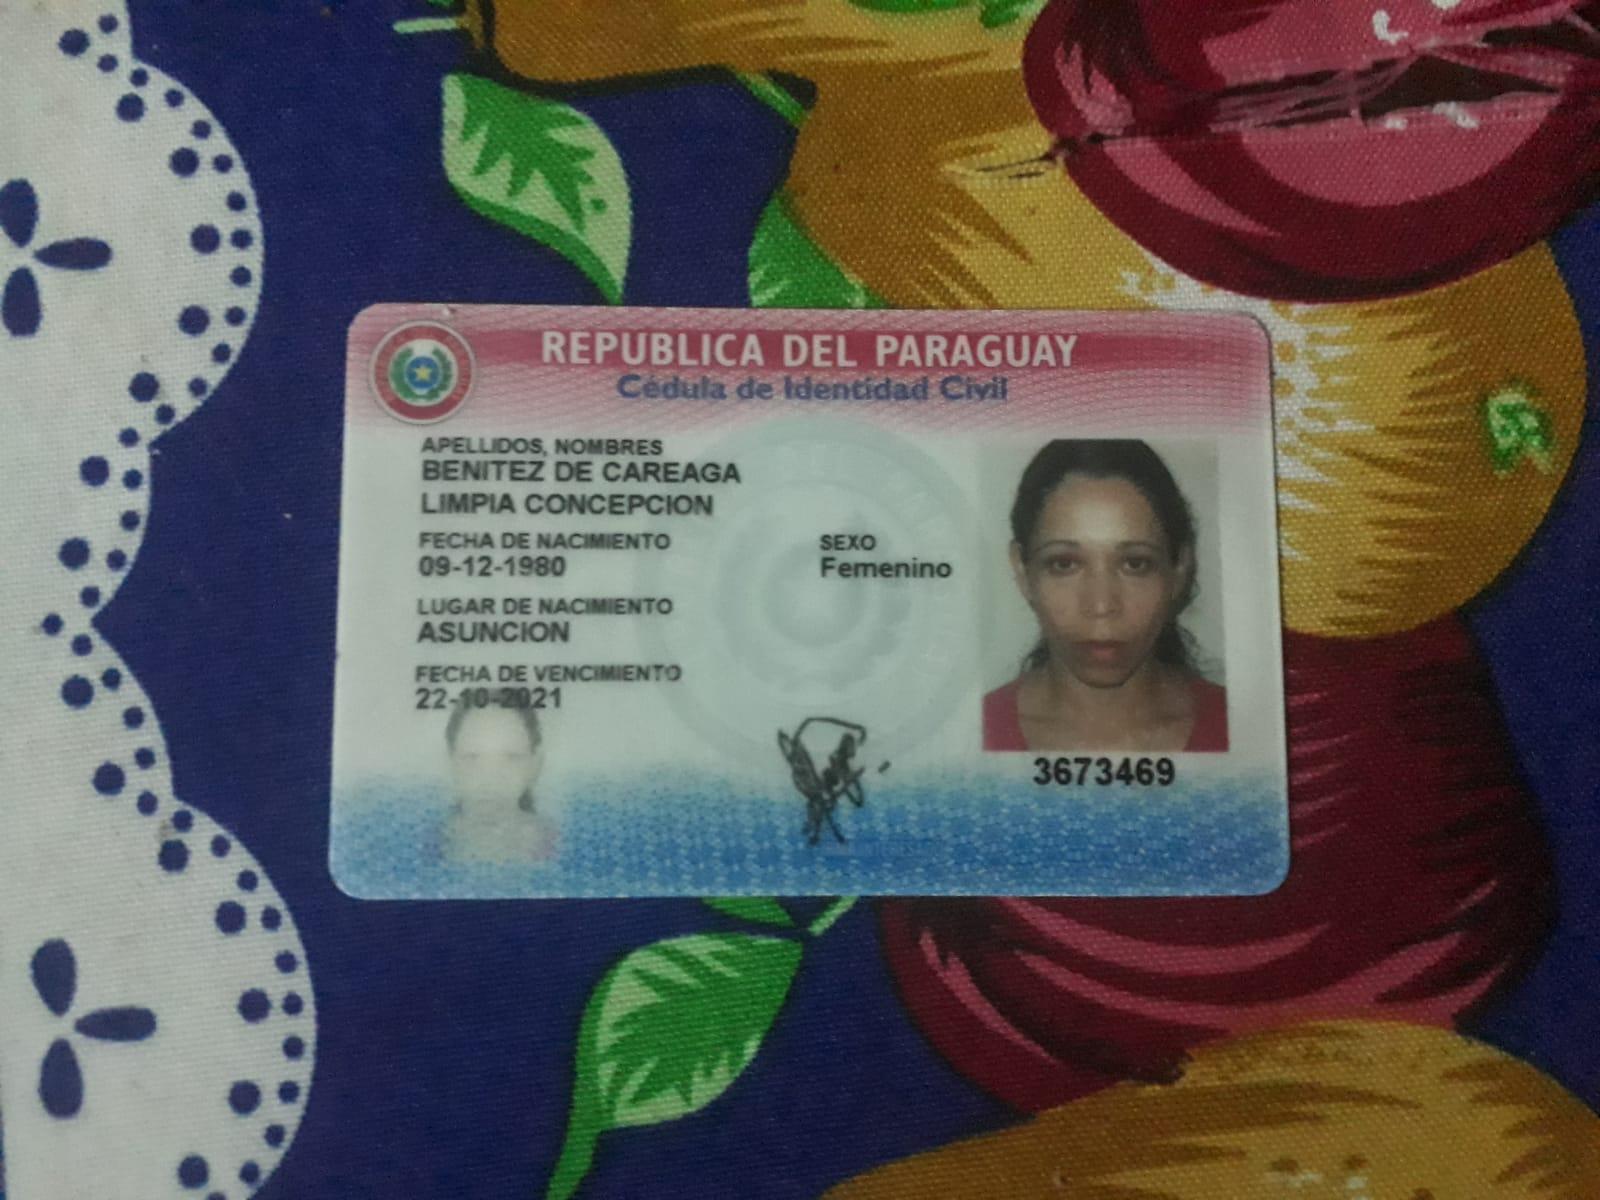 REPUBLICA DEL PARAGUAY
Cédula de Identidad Civil
APELLIDOS, NOMBRES
BENITEZ DE CAREAGA
LIMPIA CONCEPCION
FECHA DE NACIMIENTO
09-12-1980
SEXO
Femenino
LUGAR DE NACIMIENTO
ASUNCION
FECHA DE VENCIMIENTO
22-10-2021
3673469